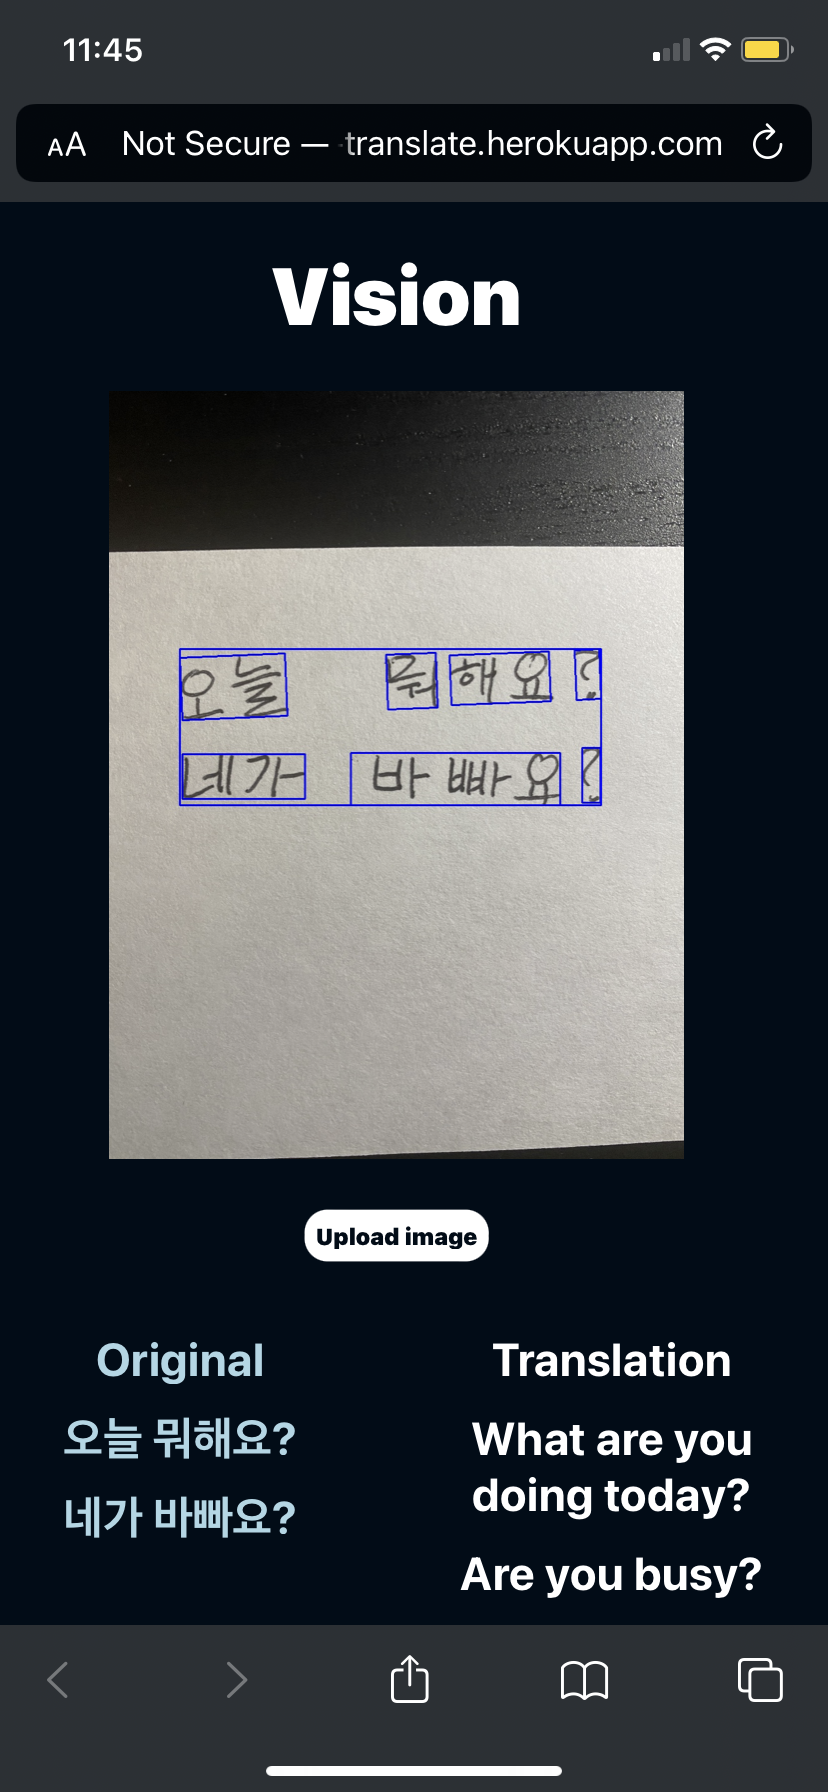 11:45
AA Not Secure — -translate.herokuapp.com
Vision
오늘 뭐해요?
네가 바빠요?
Upload image
Original
오늘 뭐해요?
네가 바빠요?
Translation
What are you
doing today?
Are you busy?